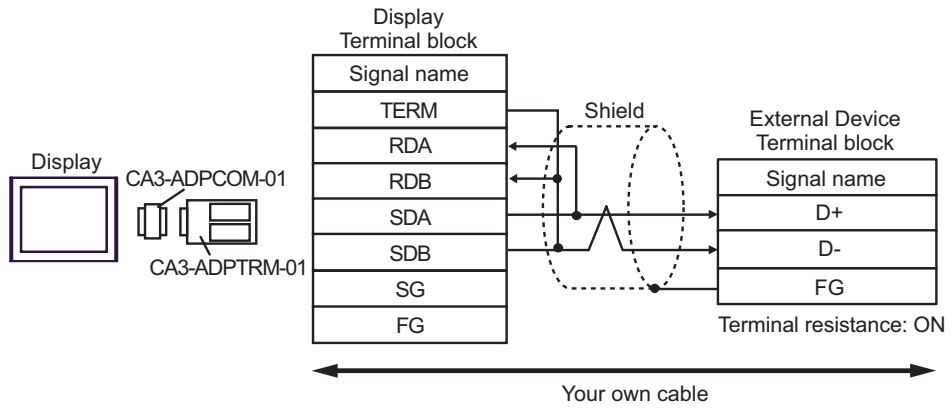 Display
Terminal block
Signal name
TERM
RDA
RDB
SDA
SDB
SG
FG
Shield
External Device
Terminal block
Signal name
D+
D-
FG
Terminal resistance: ON
Display
CA3-ADPCOM-01
CA3-ADPTRM-01
Your own cable